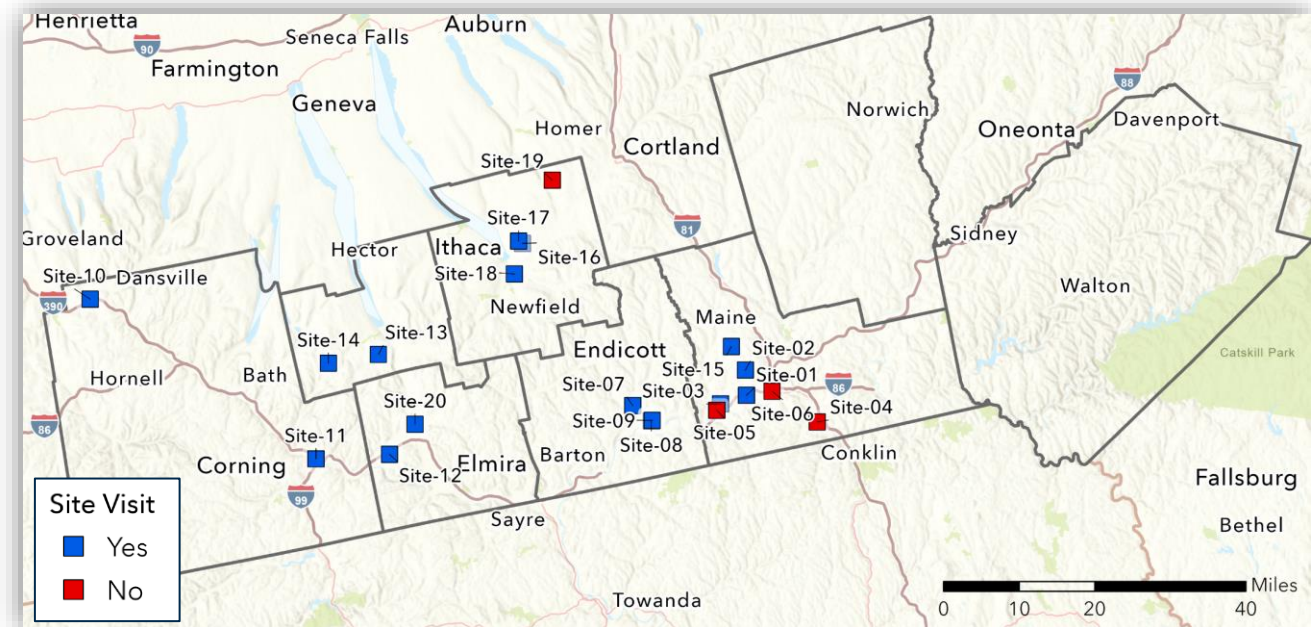 Henrietta
Auburn
Seneca Falls
90
Farmington
88
Geneva
Norwich
Davenport
Homer
Oneonta
Cortland
Site-19
Site-17
81
Groveland
Hector
Ithaca
Site-16
Sidney
Site-10
Dansville
Site-18
Walton
390
Newfield
Maine
Site-14
Site-13
Endicott
Site-02
Catskill Park
Hornell
Bath
Site-15
Site-01
86
Site-07
Site-03
Site-20
Site-09
Site-06
Site-04
86
Site-05
Site-11
Site-08
Corning
Elmira
Barton
Conklin
Site-12
Fallsburg
99
Site Visit
Sayre
Bethel
Yes
No
Miles
Towanda
0
10
20
40